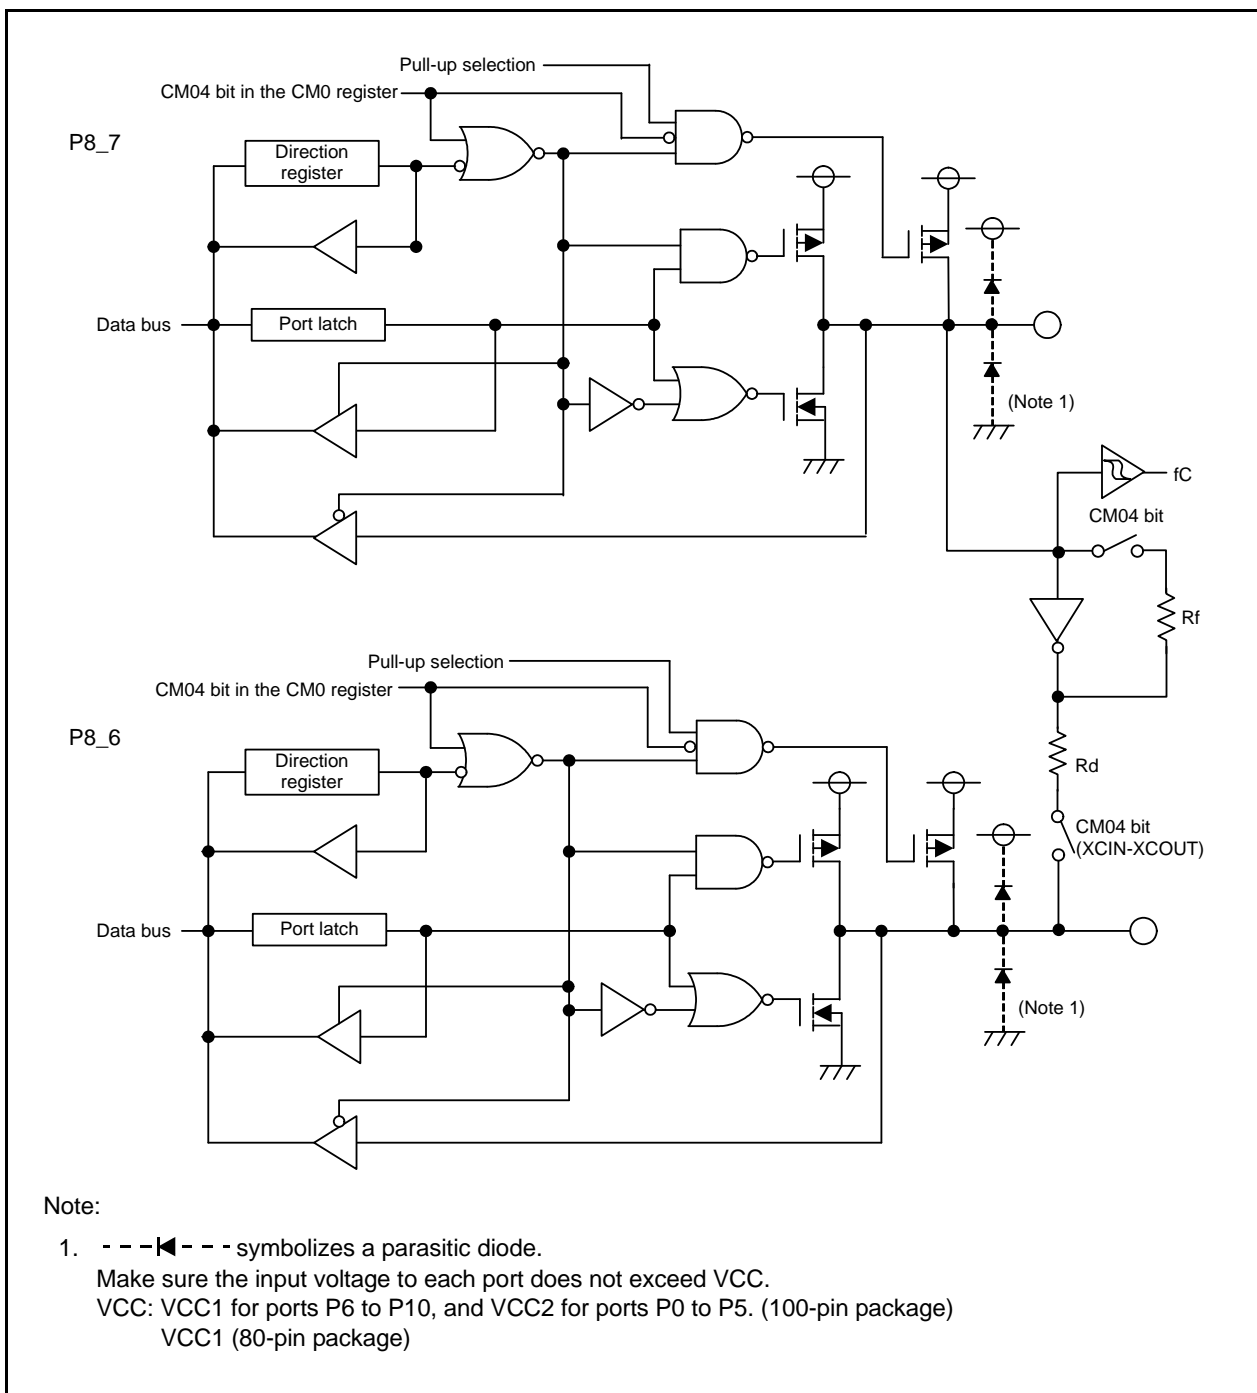 Pull-up selection
CM04 bit in the CM0 register
P8_7
Direction
register
Data bus
Port latch
(Note 1)
fC
CM04 bit
Rf
Pull-up selection
CM04 bit in the CM0 register
P8_6
Direction
register
Rd
CM04 bit
(XCIN-XCOUT)
Data bus
Port latch
(Note 1)
Note:
1. symbolizes a parasitic diode.
Make sure the input voltage to each port does not exceed VCC.
VCC: VCC1 for ports P6 to P10, and VCC2 for ports P0 to P5. (100-pin package)
VCC1 (80-pin package)